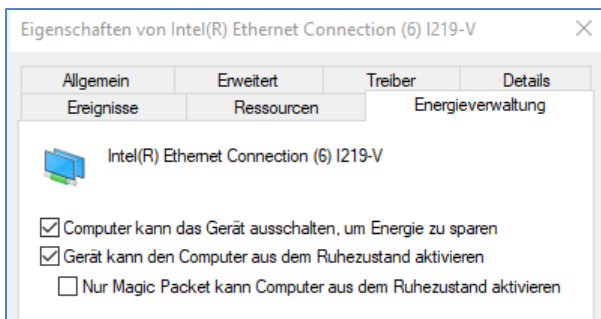 Eigenschaften von Intel(R) Ethernet Connection (6) I219-V
Allgemein Erweitert Treiber Details
Ereignisse Ressourcen Energieverwaltung
Intel(R) Ethernet Connection (6) I219-V
Computer kann das Gerät ausschalten, um Energie zu sparen
Gerät kann den Computer aus dem Ruhezustand aktivieren
Nur Magic Packet kann Computer aus dem Ruhezustand aktivieren